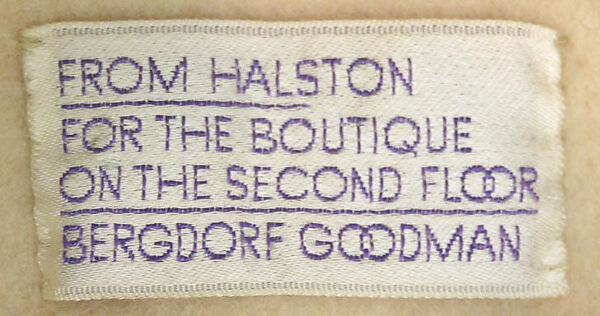 FROM HALSTON
FOR THE BOUTIQUE
ON THE SECOND FLOOR
BERGDORF GOODMAN